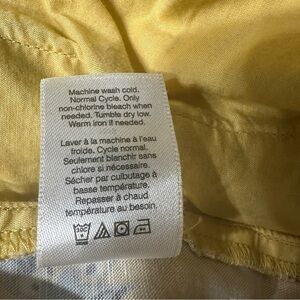 Machine wash cold.
Normal Cycle. Only
non-chlorine bleach when
needed. Tumble dry low.
Warm iron if needed.
Laver à la machine à l'eau
froide. Cycle normal.
Seulement blanchir sans
chlore si nécessaire.
Sécher par culbutage à
basse température.
Repasser à chaud
température au besoin.